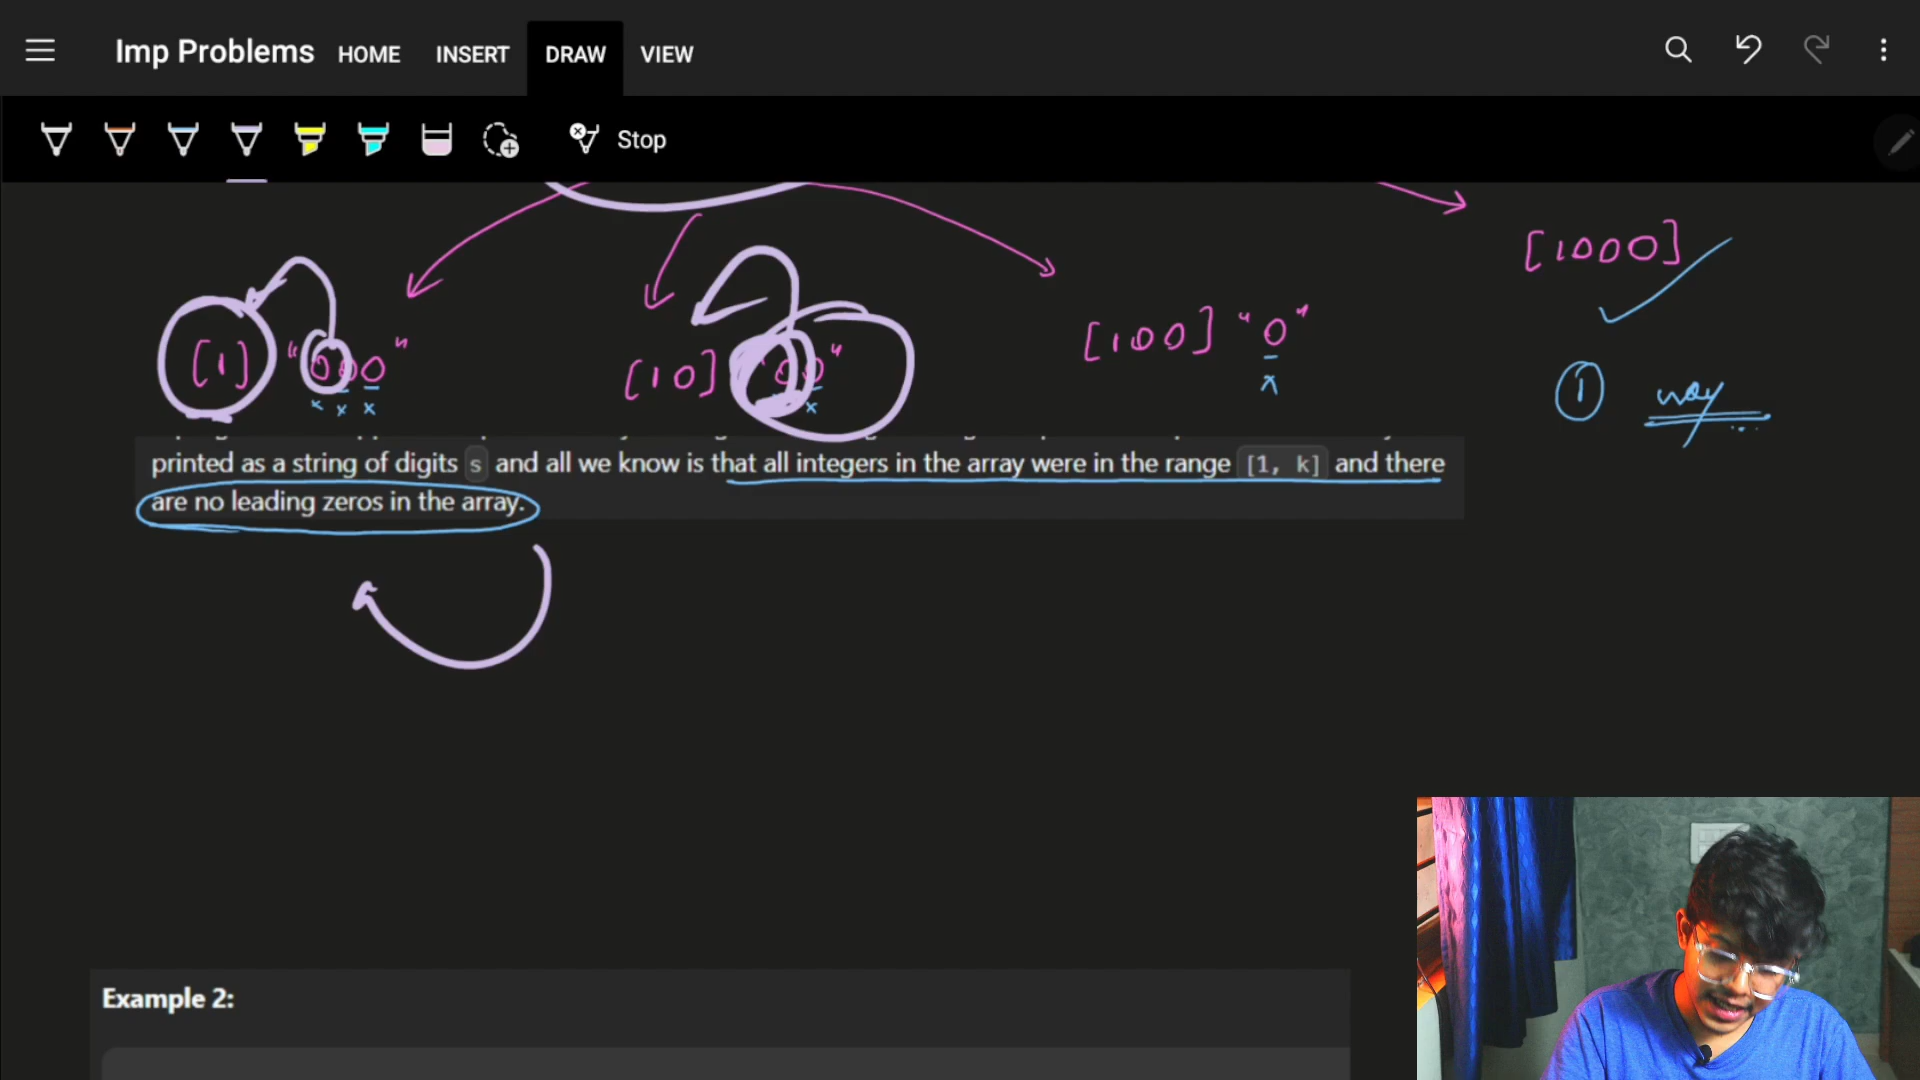 Imp Problems HOME INSERT DRAW VIEW
Stop
[1000]
[1] "000"
[10] "00"
[100] "0"
x x x
x
x
1 way
printed as a string of digits s and all we know is that all integers in the array were in the range [1, k] and there
are no leading zeros in the array.
Example 2: